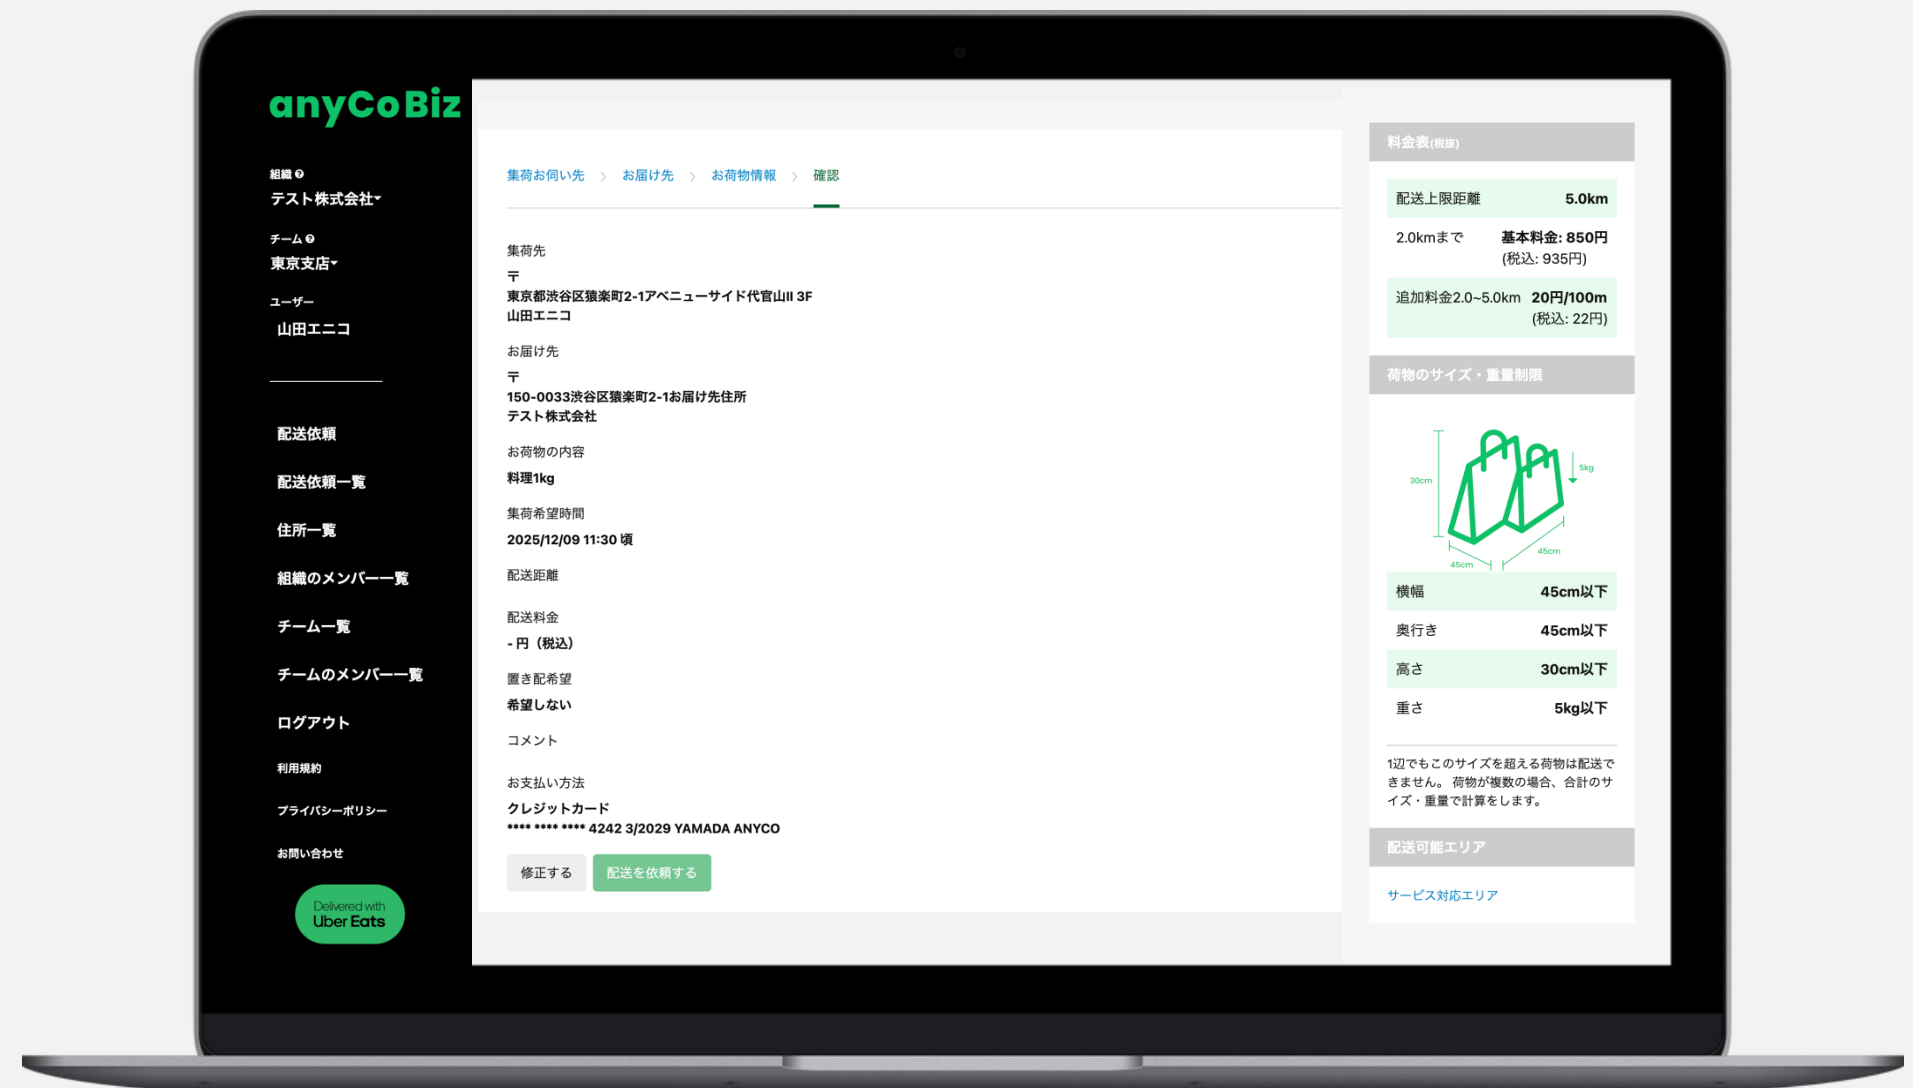 anyCoBiz
組織
テスト株式会社
チーム
東京支店
ユーザー
山田エニコ
配送依頼
配送依頼一覧
住所一覧
組織のメンバー一覧
チーム一覧
チームのメンバー一覧
ログアウト
利用規約
プライバシーポリシー
お問い合わせ
Delivered with
Uber Eats
集荷お伺い先 > お届け先 > お荷物情報 > 確認
集荷先
〒
東京都渋谷区猿楽町2-1アベニューサイド代官山II 3F
山田エニコ
お届け先
〒
150-0033渋谷区猿楽町2-1お届け先住所
テスト株式会社
お荷物の内容
料理1kg
集荷希望時間
2025/12/09 11:30 頃
配送距離
配送料金
- 円（税込）
置き配希望
希望しない
コメント
お支払い方法
クレジットカード
**** **** **** 4242 3/2029 YAMADA ANYCO
修正する 配送を依頼する
料金表(税抜)
配送上限距離 5.0km
2.0kmまで 基本料金: 850円
(税込: 935円)
追加料金2.0~5.0km 20円/100m
(税込: 22円)
荷物のサイズ・重量制限
30cm
5kg
45cm
45cm
横幅 45cm以下
奥行き 45cm以下
高さ 30cm以下
重さ 5kg以下
1辺でもこのサイズを超える荷物は配送で
きません。 荷物が複数の場合、合計のサ
イズ・重量で計算をします。
配送可能エリア
サービス対応エリア